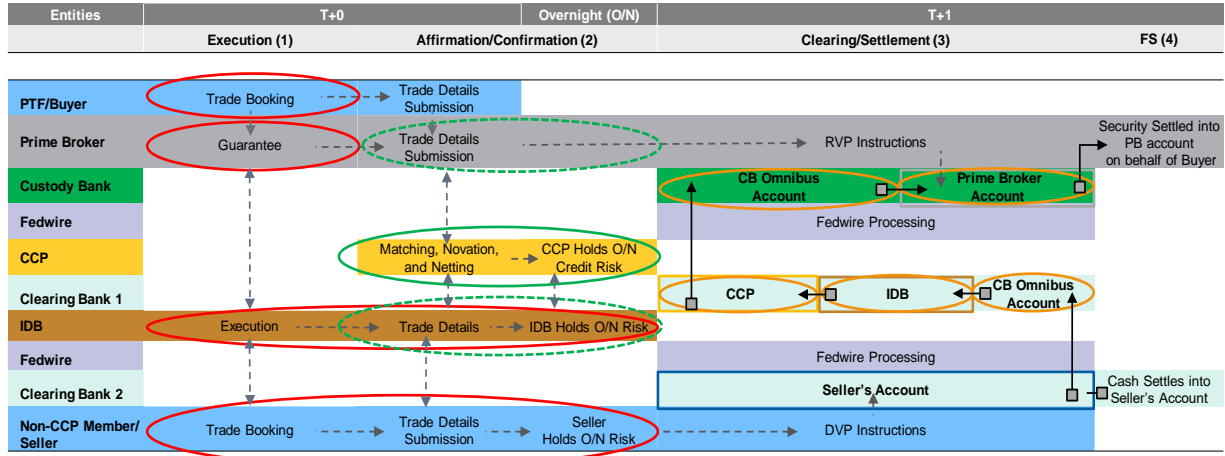 Entities T+0 Overnight (O/N) T+1
Execution (1) Affirmation/Confirmation (2) Clearing/Settlement (3) FS (4)
PTF/Buyer
Trade Booking
Trade Details
Submission
Prime Broker
Guarantee
Trade Details
Submission
RVP Instructions
Security Settled into
PB account
on behalf of Buyer
Custody Bank
CB Omnibus
Account
Prime Broker
Account
Fedwire
Fedwire Processing
CCP
Matching, Novation,
and Netting
CCP Holds O/N
Credit Risk
Clearing Bank 1
CCP
IDB
CB Omnibus
Account
IDB
Execution
Trade Details
IDB Holds O/N Risk
Fedwire
Fedwire Processing
Clearing Bank 2
Seller's Account
Cash Settles into
Seller's Account
Non-CCP Member/
Seller
Trade Booking
Trade Details
Submission
Seller
Holds O/N Risk
DVP Instructions